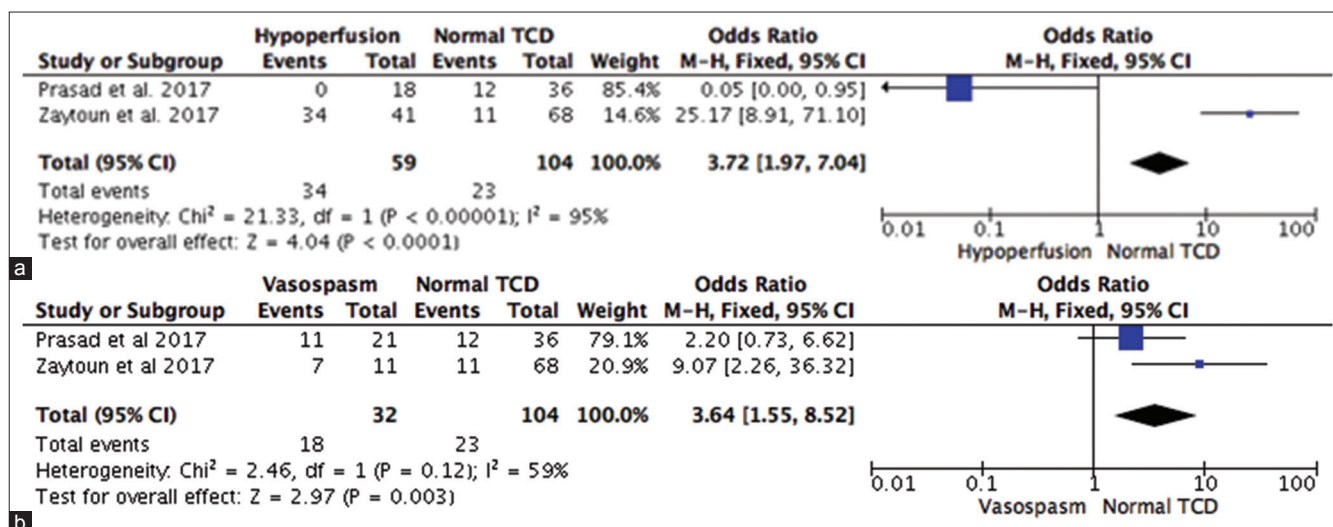 Hypoperfusion Normal TCD Odds Ratio Odds Ratio
Study or Subgroup Events Total Events Total Weight M-H, Fixed, 95% CI M-H, Fixed, 95% CI
Prasad et al. 2017 0 18 12 36 85.4% 0.05 [0.00, 0.95]
Zaytoun et al. 2017 34 41 11 68 14.6% 25.17 [8.91, 71.10]
Total (95% CI) 59 104 100.0% 3.72 [1.97, 7.04]
Total events 34 23
Heterogeneity: Chi² = 21.33, df = 1 (P < 0.00001); I² = 95%
Test for overall effect: Z = 4.04 (P < 0.0001)
0.01 0.1 1 10 100
Hypoperfusion Normal TCD
a
Vasospasm Normal TCD Odds Ratio Odds Ratio
Study or Subgroup Events Total Events Total Weight M-H, Fixed, 95% CI M-H, Fixed, 95% CI
Prasad et al 2017 11 21 12 36 79.1% 2.20 [0.73, 6.62]
Zaytoun et al 2017 7 11 11 68 20.9% 9.07 [2.26, 36.32]
Total (95% CI) 32 104 100.0% 3.64 [1.55, 8.52]
Total events 18 23
Heterogeneity: Chi² = 2.46, df = 1 (P = 0.12); I² = 59%
Test for overall effect: Z = 2.97 (P = 0.003)
0.01 0.1 1 10 100
Vasospasm Normal TCD
b